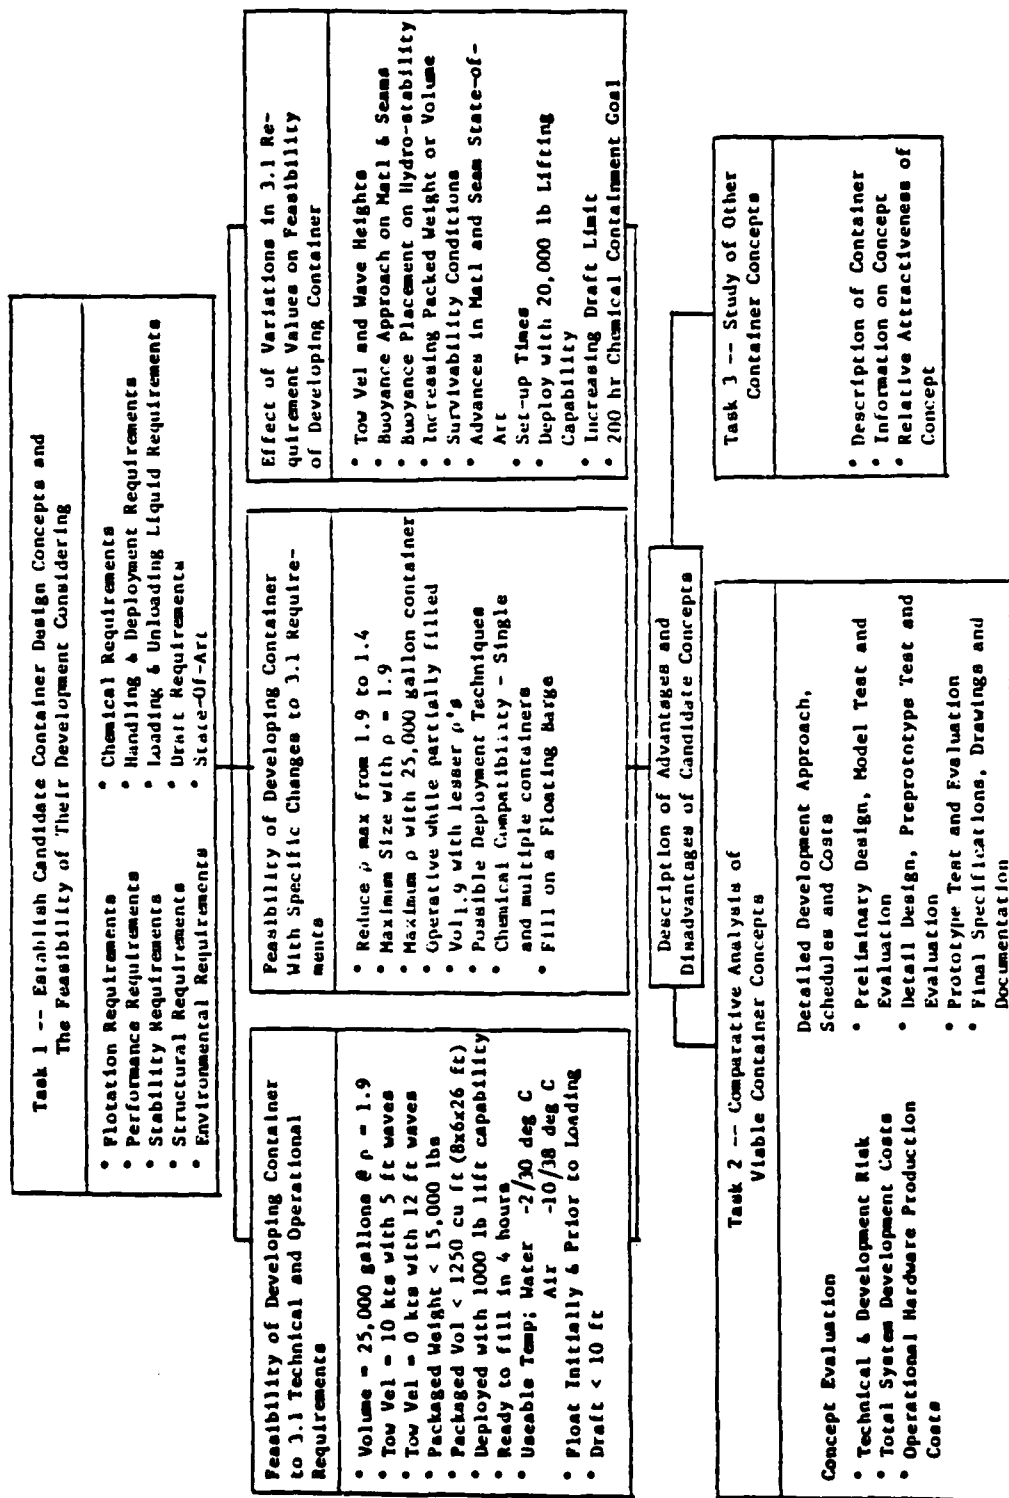 Task 1 -- Establish Candidate Container Design Concepts and
The Feasibility of Their Development Considering
• Flotation Requirements
• Performance Requirements
• Stability Requirements
• Structural Requirements
• Environmental Requirements
• Chemical Requirements
• Handling & Deployment Requirements
• Loading & Unloading Liquid Requirements
• Draft Requirements
• State-Of-Art
Feasibility of Developing Container
to 3.1 Technical and Operational
Requirements
• Volume = 25,000 gallons @ ρ = 1.9
• Tow Vel = 10 kts with 5 ft waves
• Tow Vel = 0 kts with 12 ft waves
• Packaged Weight < 15,000 lbs
• Packaged Vol < 1250 cu ft (8x6x26 ft)
• Deployed with 1000 lb lift capability
• Ready to fill in 4 hours
• Useable Temp; Water -2/30 deg C
Air -10/38 deg C
• Float Initially & Prior to Loading
• Draft < 10 ft
Feasibility of Developing Container
With Specific Changes to 3.1 Require-
ments
• Reduce ρ max from 1.9 to 1.4
• Maximum Size with ρ = 1.9
• Maximum ρ with 25,000 gallon container
• Operative while partially filled
• Vol1.9 with lesser ρ's
• Possible Deployment Techniques
• Chemical Compatibility - Single
and multiple containers
• Fill on a Floating Barge
Effect of Variations in 3.1 Re-
quirement Values on Feasibility
of Developing Container
• Tow Vel and Wave Heights
• Buoyance Approach on Matl & Seams
• Buoyance Placement on Hydro-stability
• Increasing Packed Weight or Volume
• Survivability Conditions
• Advances in Matl and Seam State-of-
Art
• Set-up Times
• Deploy with 20,000 lb Lifting
Capability
• Increasing Draft Limit
• 200 hr Chemical Containment Goal
Description of Advantages and
Disadvantages of Candidate Concepts
Task 2 -- Comparative Analysis of
Viable Container Concepts
Concept Evaluation
• Technical & Development Risk
• Total System Development Costs
• Operational Hardware Production
Costs
Detailed Development Approach,
Schedules and Costs
• Preliminary Design, Model Test and
Evaluation
• Detail Design, Preprototype Test and
Evaluation
• Prototype Test and Evaluation
• Final Specifications, Drawings and
Documentation
Task 3 -- Study of Other
Container Concepts
• Description of Container
• Information on Concept
• Relative Attractiveness of
Concept